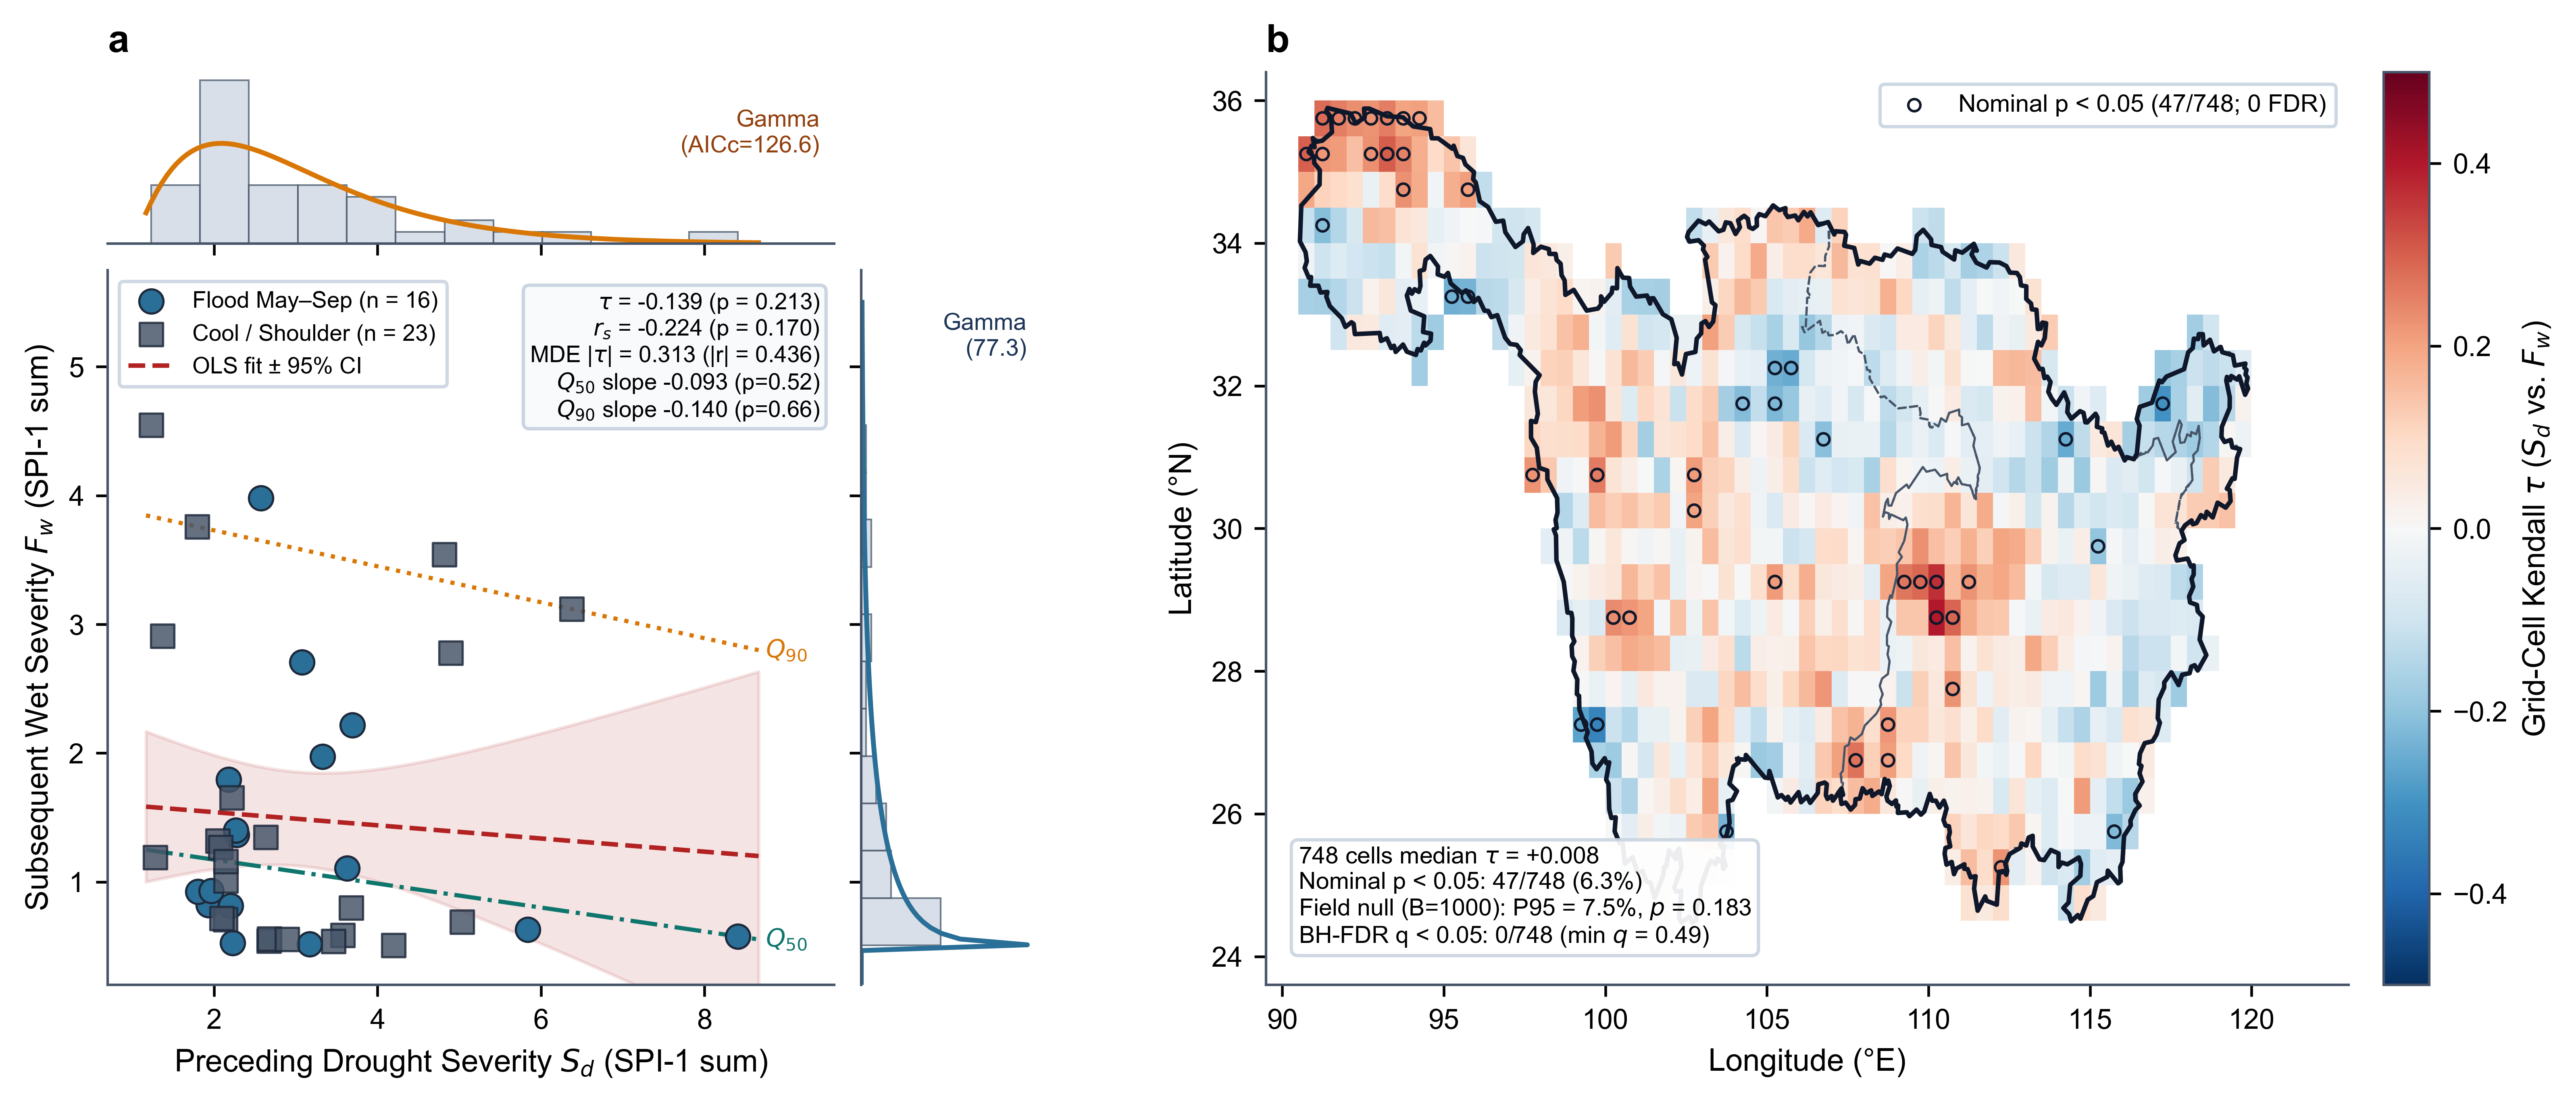 a
Gamma
(AICc=126.6)
Flood May–Sep (n = 16)
Cool / Shoulder (n = 23)
OLS fit ± 95% CI
τ = -0.139 (p = 0.213)
rₛ = -0.224 (p = 0.170)
MDE |τ| = 0.313 (|r| = 0.436)
Q₅₀ slope -0.093 (p=0.52)
Q₉₀ slope -0.140 (p=0.66)
Gamma
(77.3)
Q₉₀
Q₅₀
5
4
3
2
1
Subsequent Wet Severity F_w (SPI-1 sum)
2 4 6 8
Preceding Drought Severity S_d (SPI-1 sum)
b
Nominal p < 0.05 (47/748; 0 FDR)
36
34
32
30
28
26
24
Latitude (°N)
748 cells median τ = +0.008
Nominal p < 0.05: 47/748 (6.3%)
Field null (B=1000): P95 = 7.5%, p = 0.183
BH-FDR q < 0.05: 0/748 (min q = 0.49)
90 95 100 105 110 115 120
Longitude (°E)
0.4
0.2
0.0
−0.2
−0.4
Grid-Cell Kendall τ (S_d vs. F_w)